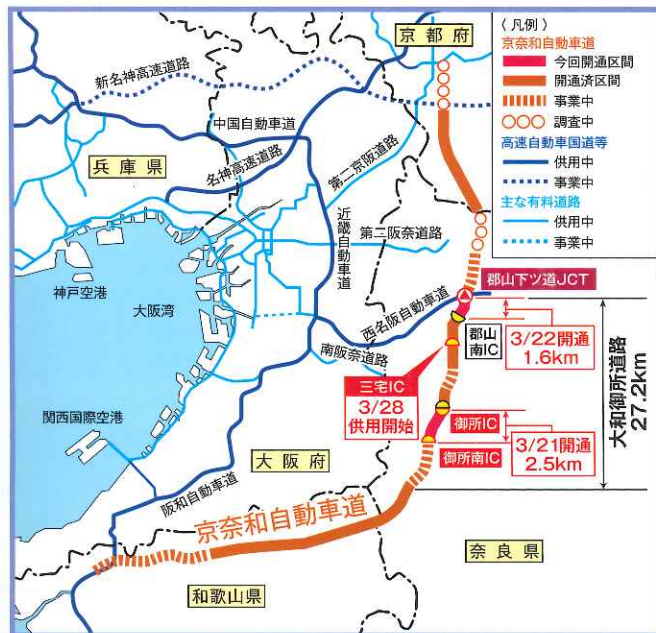 京都府
〈凡例〉
京奈和自動車道
今回開通区間
開通済区間
事業中
調査中
高速自動車国道等
供用中
事業中
主な有料道路
供用中
事業中
新名神高速道路
中国自動車道
名神高速道路
第二京阪道路
兵庫県
近畿自動車道
第二阪奈道路
神戸空港
大阪湾
西名阪自動車道
郡山下ツ道JCT
郡山
南IC
3/22開通
1.6km
南阪奈道路
三宅IC
3/28
供用開始
大和御所道路
27.2km
関西国際空港
御所IC
御所南IC
3/21開通
2.5km
大阪府
阪和自動車道
京奈和自動車道
奈良県
和歌山県